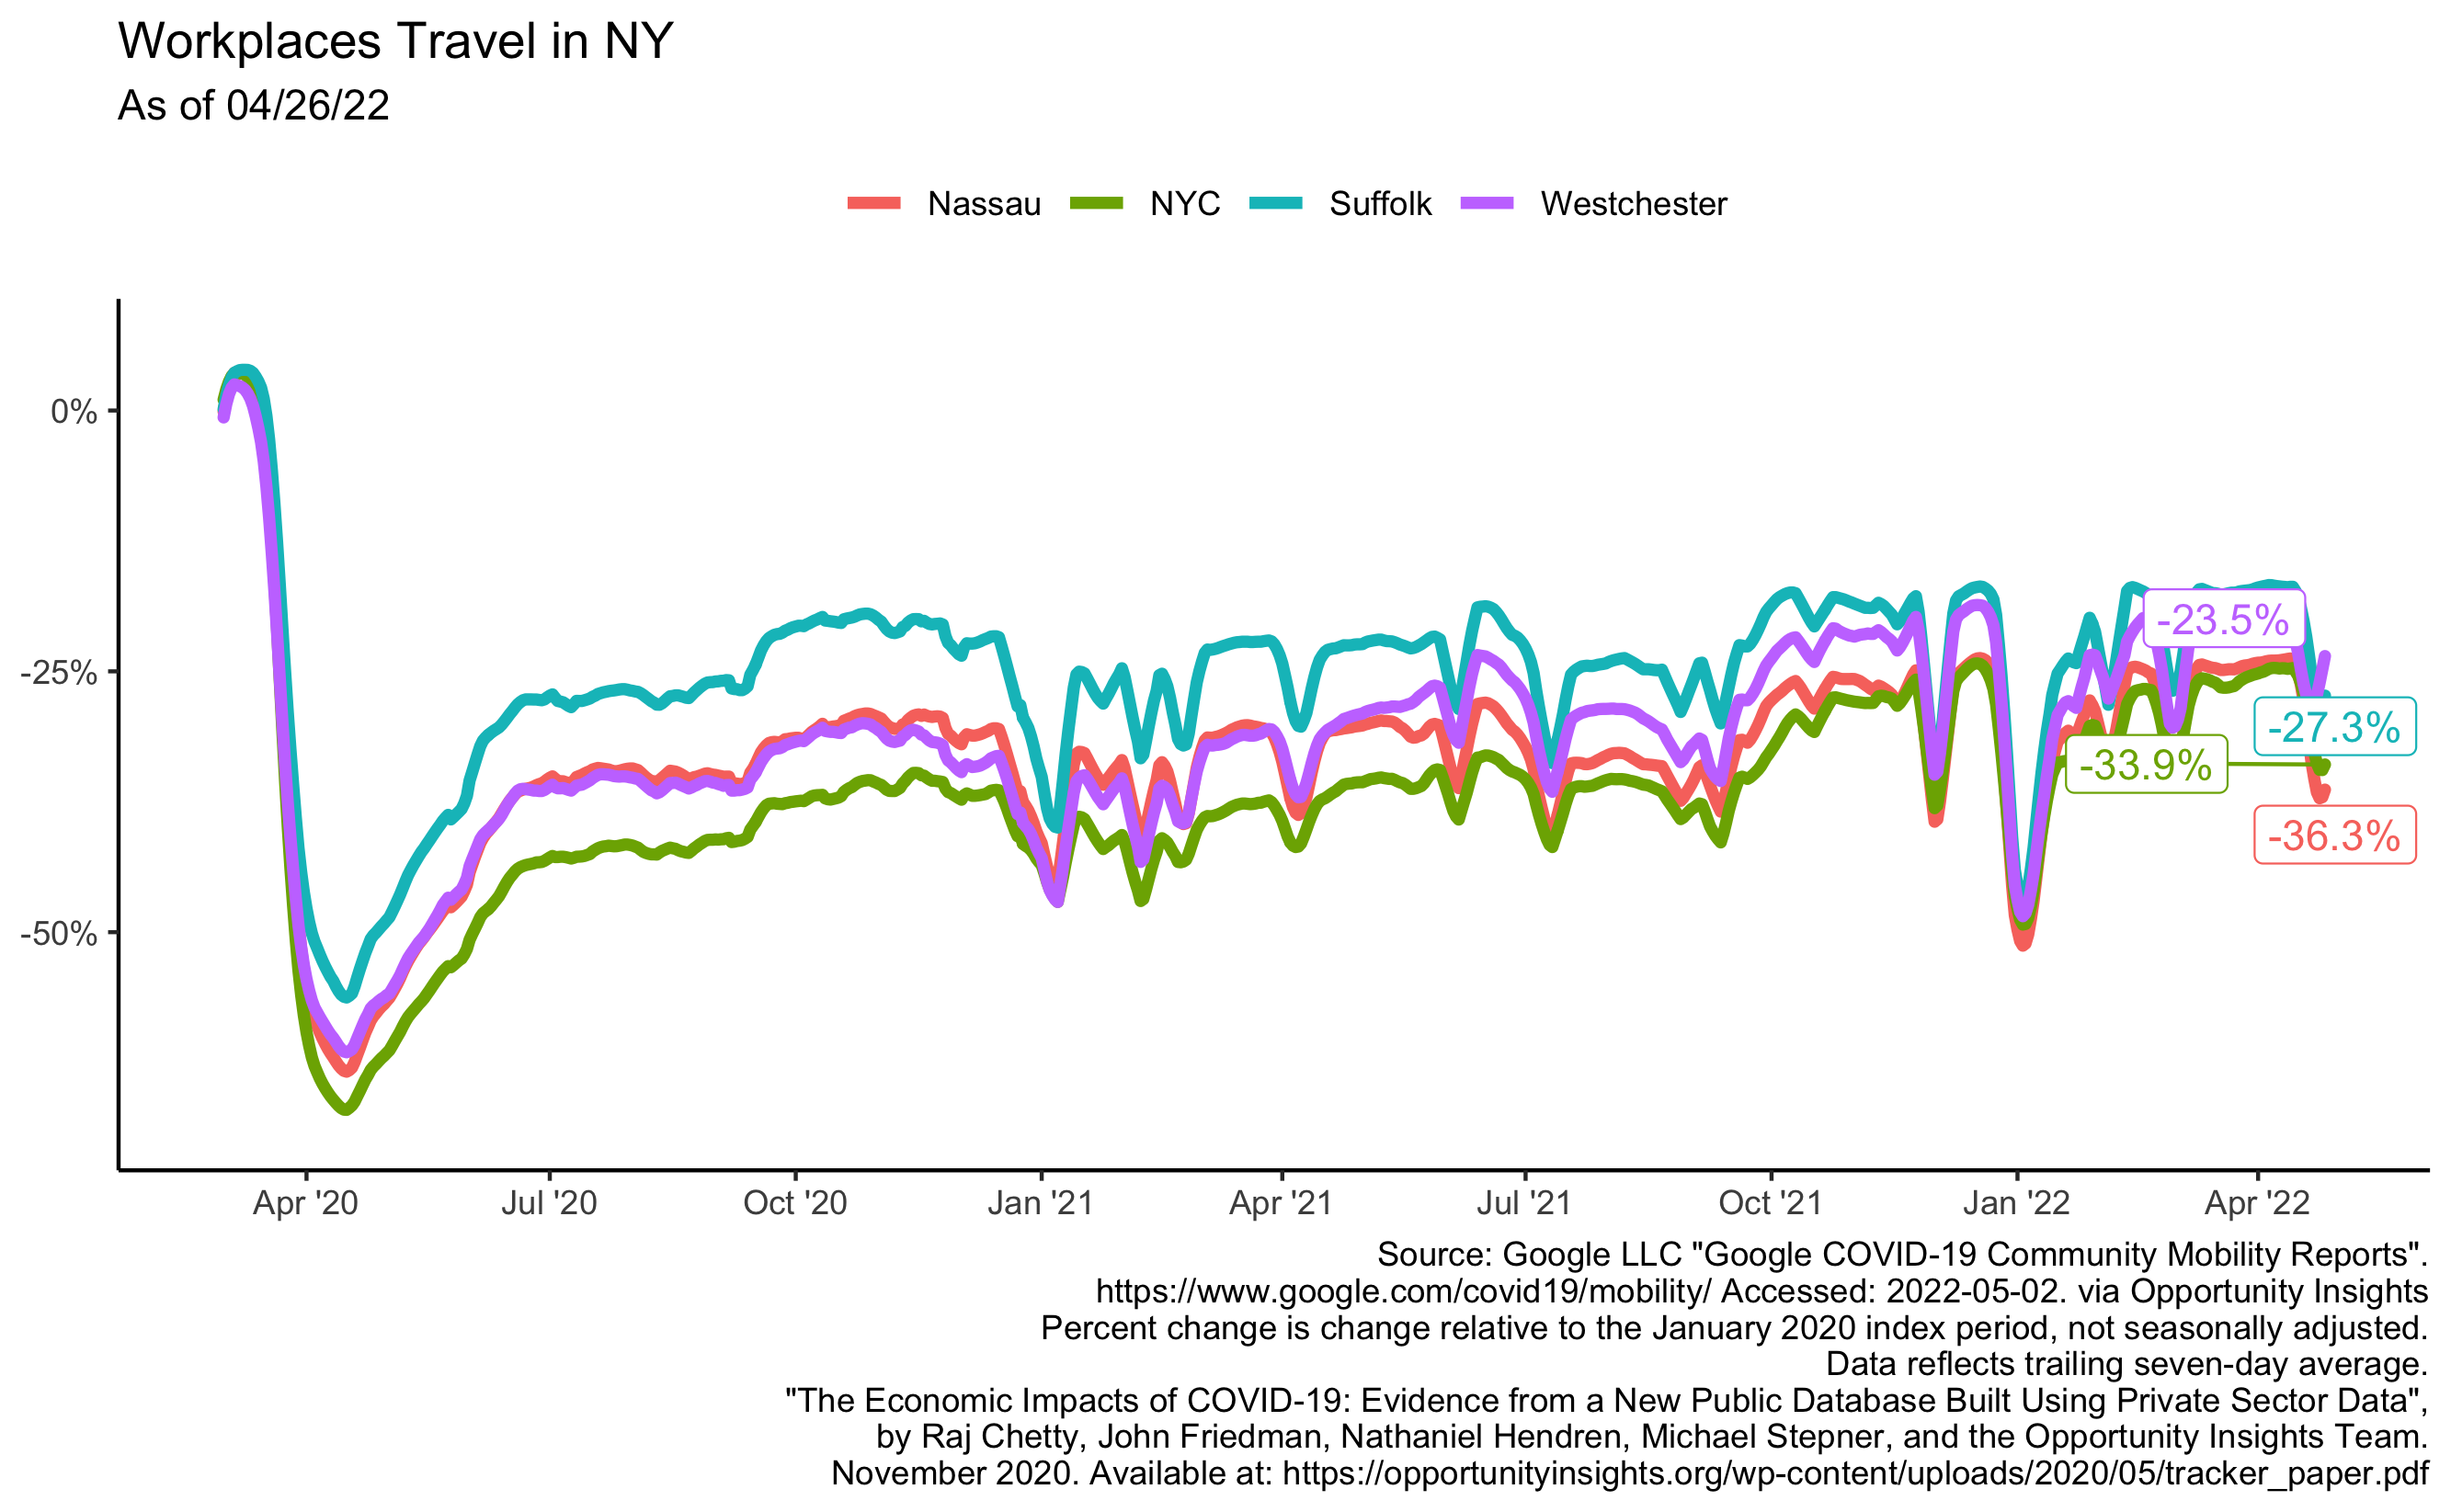 Workplaces Travel in NY
As of 04/26/22
Nassau NYC Suffolk Westchester
0%
-25%
-50%
-23.5%
-27.3%
-33.9%
-36.3%
Apr '20 Jul '20 Oct '20 Jan '21 Apr '21 Jul '21 Oct '21 Jan '22 Apr '22
Source: Google LLC "Google COVID-19 Community Mobility Reports".
https://www.google.com/covid19/mobility/ Accessed: 2022-05-02. via Opportunity Insights
Percent change is change relative to the January 2020 index period, not seasonally adjusted.
Data reflects trailing seven-day average.
"The Economic Impacts of COVID-19: Evidence from a New Public Database Built Using Private Sector Data",
by Raj Chetty, John Friedman, Nathaniel Hendren, Michael Stepner, and the Opportunity Insights Team.
November 2020. Available at: https://opportunityinsights.org/wp-content/uploads/2020/05/tracker_paper.pdf